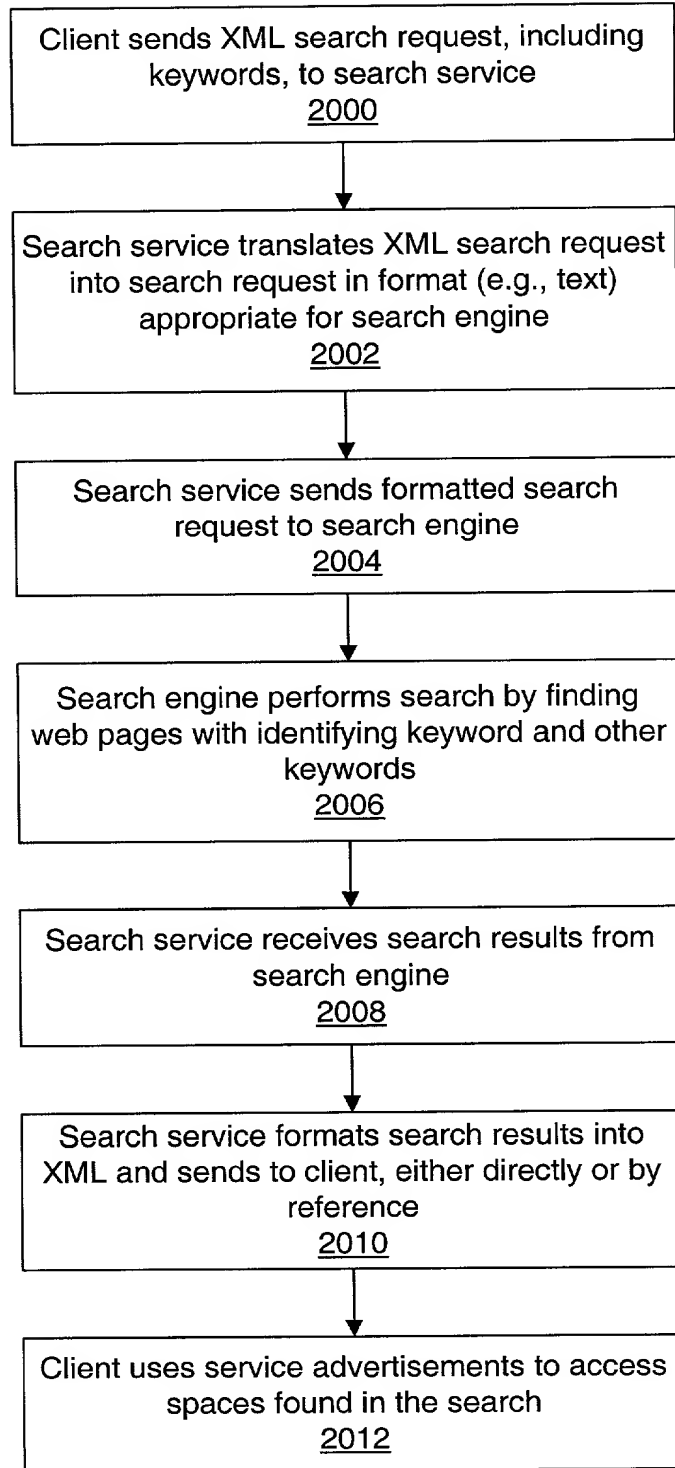 Client sends XML search request, including
keywords, to search service
2000
Search service translates XML search request
into search request in format (e.g., text)
appropriate for search engine
2002
Search service sends formatted search
request to search engine
2004
Search engine performs search by finding
web pages with identifying keyword and other
keywords
2006
Search service receives search results from
search engine
2008
Search service formats search results into
XML and sends to client, either directly or by
reference
2010
Client uses service advertisements to access
spaces found in the search
2012